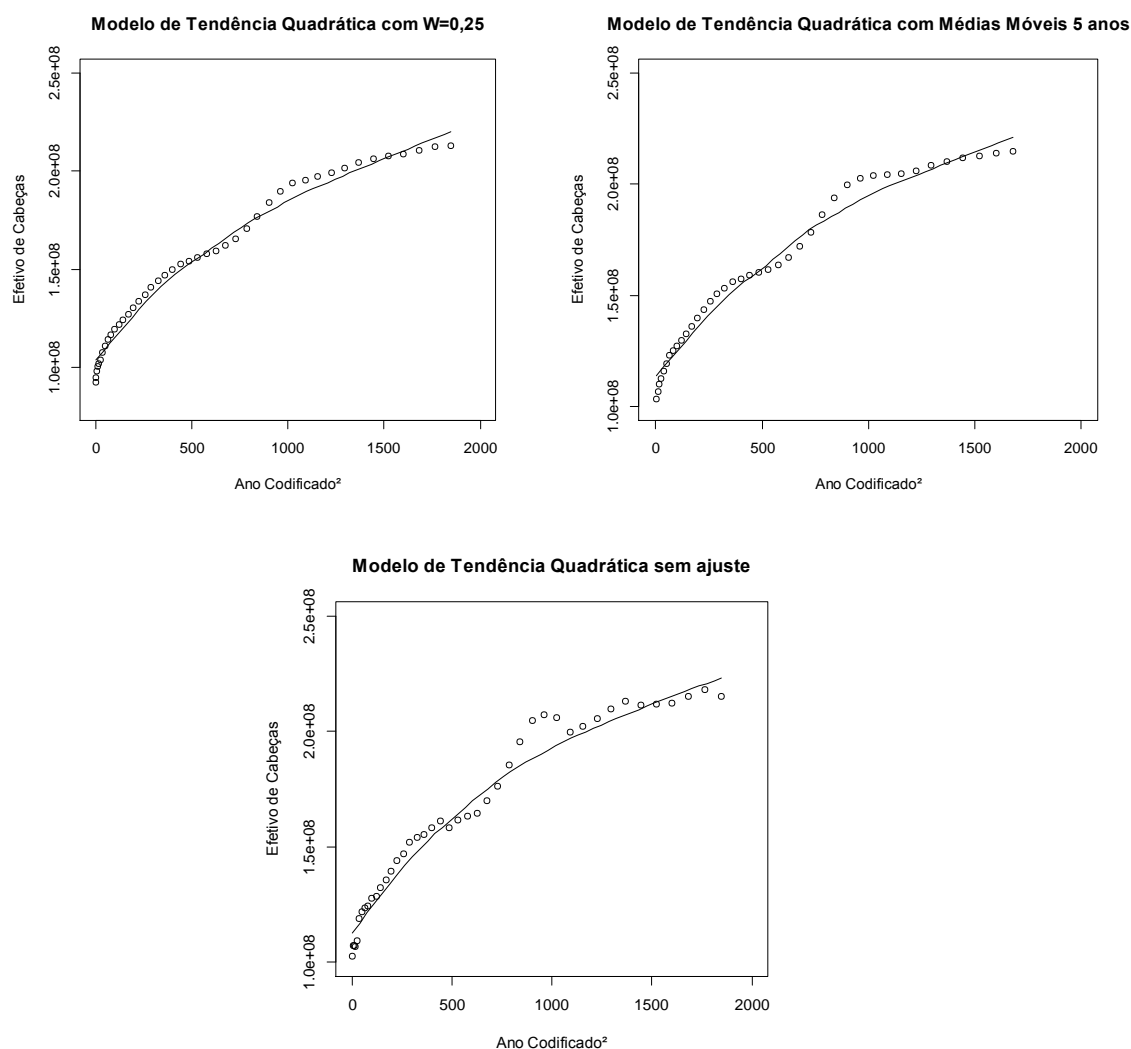 Modelo de Tendência Quadrática com W=0,25
Efetivo de Cabeças
2.5e+08
2.0e+08
1.5e+08
1.0e+08
0 500 1000 1500 2000
Ano Codificado²
Modelo de Tendência Quadrática com Médias Móveis 5 anos
Efetivo de Cabeças
2.5e+08
2.0e+08
1.5e+08
1.0e+08
0 500 1000 1500 2000
Ano Codificado²
Modelo de Tendência Quadrática sem ajuste
Efetivo de Cabeças
2.5e+08
2.0e+08
1.5e+08
1.0e+08
0 500 1000 1500 2000
Ano Codificado²